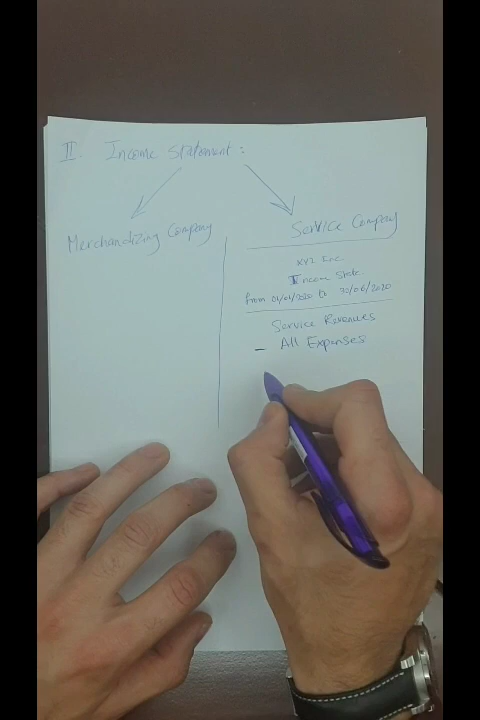 II. Income Statement:
Merchandizing Company
Service Company
XYZ Inc.
Income State.
from 01/01/2020 to 30/06/2020
Service Revenues
- All Expenses